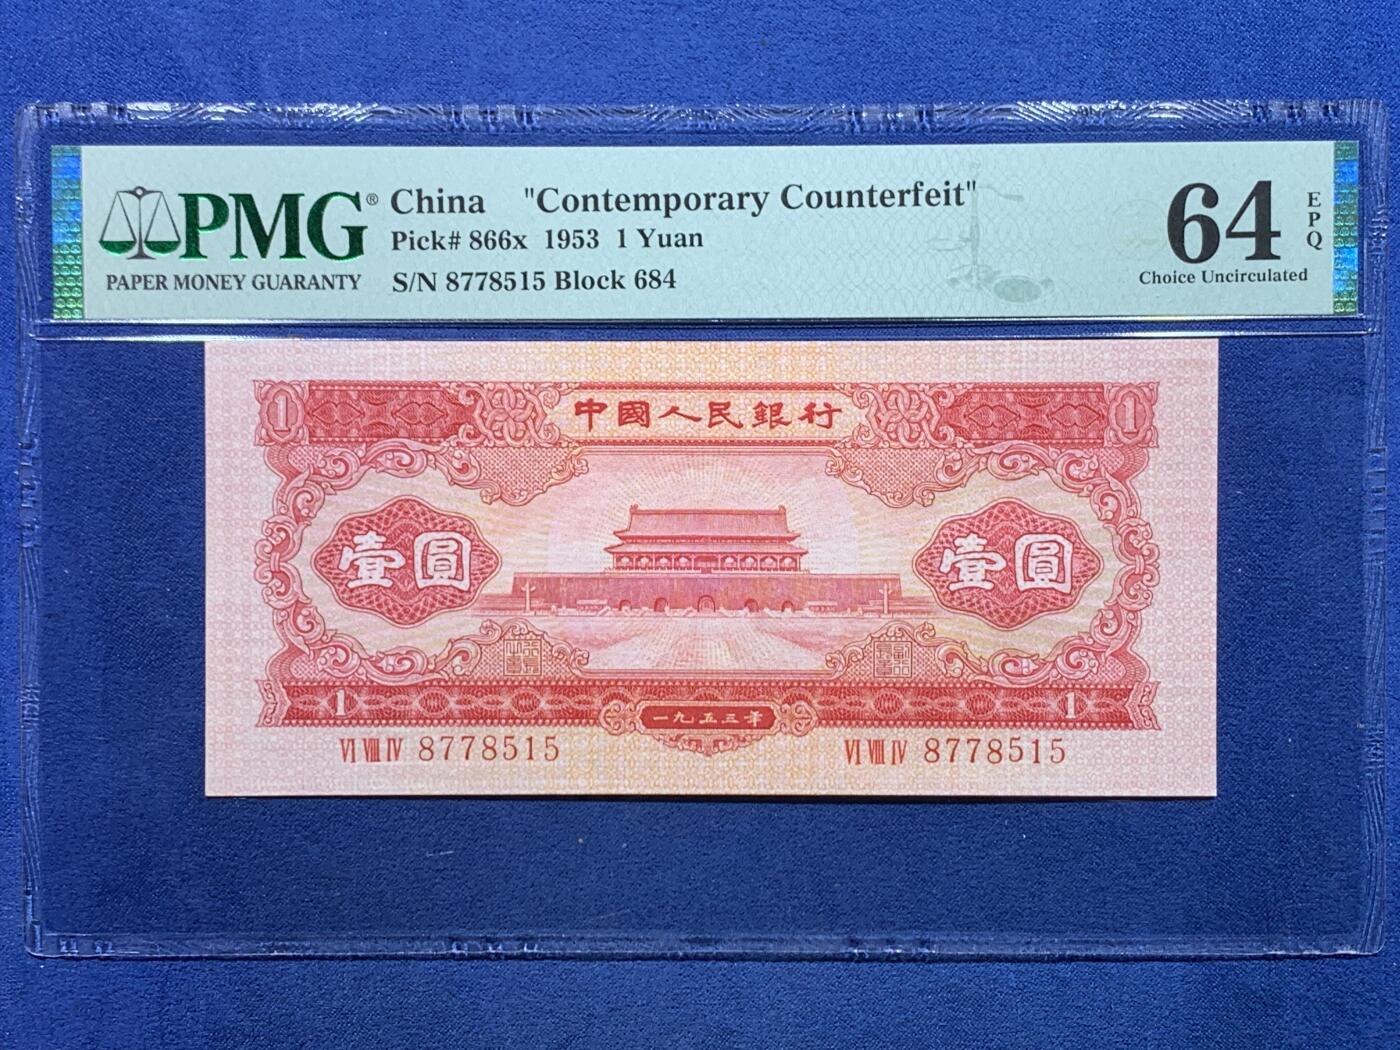 PMG® China "Contemporary Counterfeit" 64 EPQ
Pick# 866x 1953 1 Yuan
PAPER MONEY GUARANTY S/N 8778515 Block 684 Choice Uncirculated
1 中國人民銀行 1
壹圓 壹圓
1 一九五三年 1
VI VIII IV 8778515 VI VIII IV 8778515